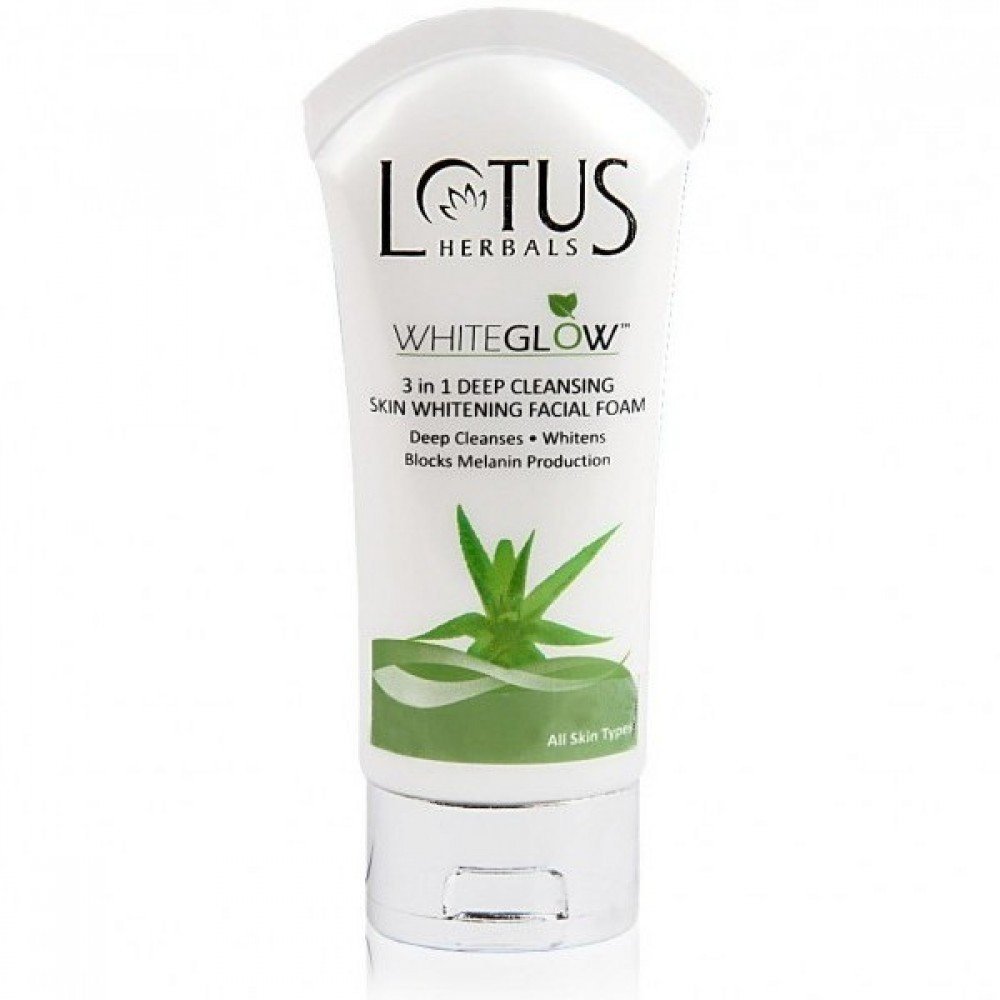 LOTUS
HERBALS
WHITEGLOW™
3 in 1 DEEP CLEANSING
SKIN WHITENING FACIAL FOAM
Deep Cleanses • Whitens
Blocks Melanin Production
All Skin Types